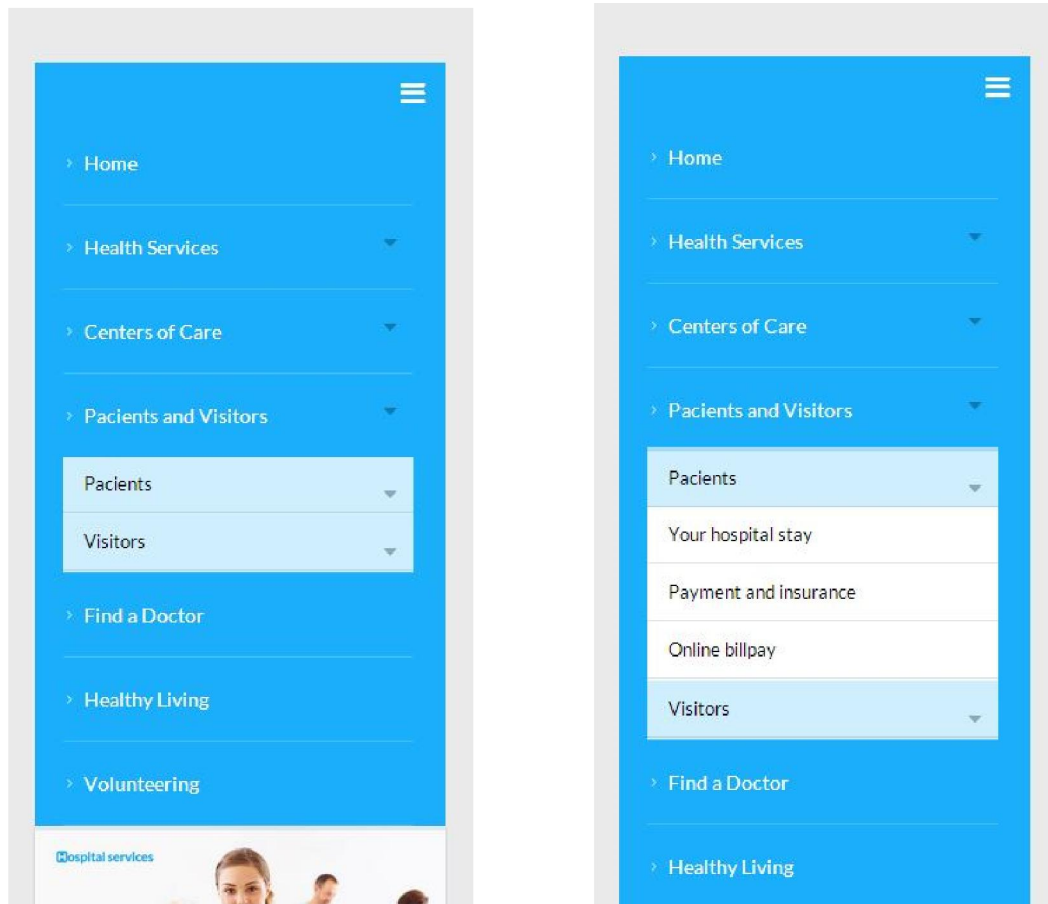 Home
Health Services
Centers of Care
Pacients and Visitors
Pacients
Visitors
Find a Doctor
Healthy Living
Volunteering
Hospital services
Home
Health Services
Centers of Care
Pacients and Visitors
Pacients
Your hospital stay
Payment and insurance
Online billpay
Visitors
Find a Doctor
Healthy Living